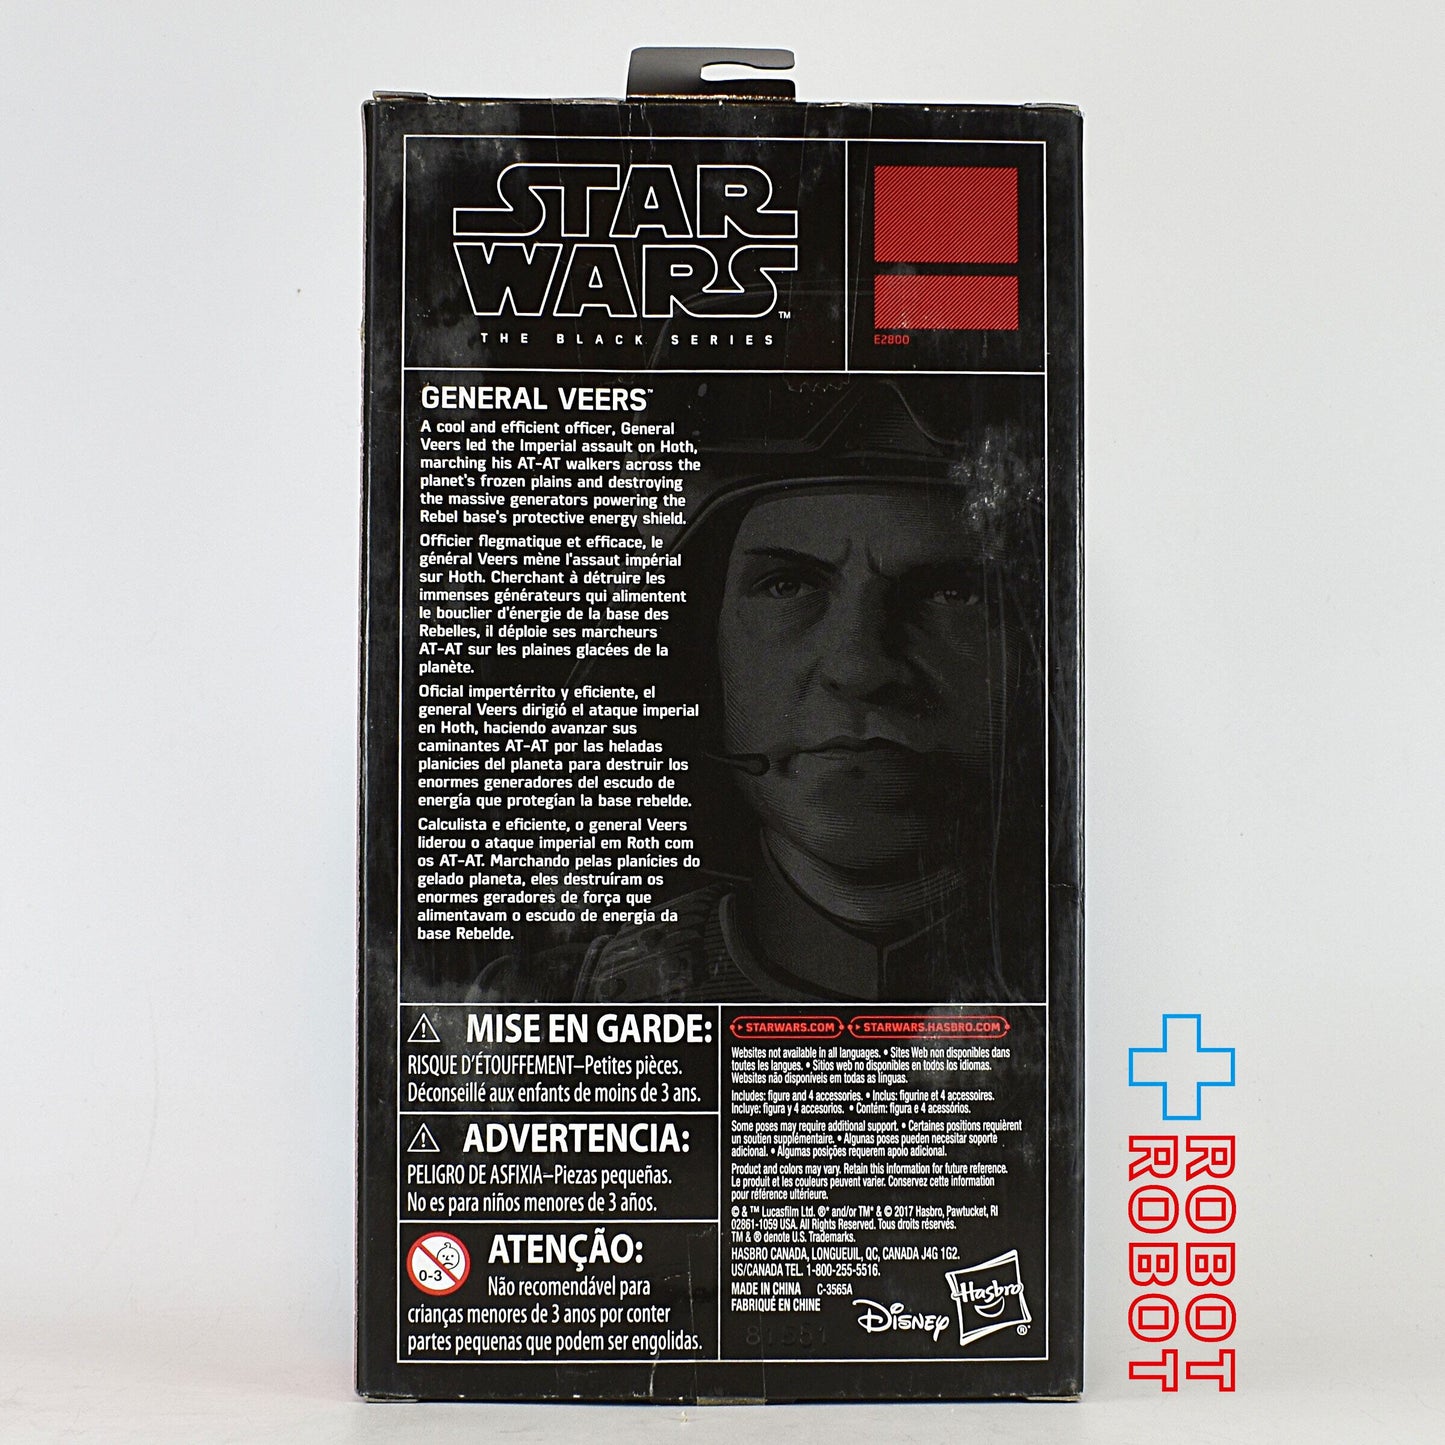 STAR
WARS™
THE BLACK SERIES
E2800
GENERAL VEERS™
A cool and efficient officer, General
Veers led the Imperial assault on Hoth,
marching his AT-AT walkers across the
planet's frozen plains and destroying
the massive generators powering the
Rebel base's protective energy shield.
Officier flegmatique et efficace, le
général Veers mène l'assaut impérial
sur Hoth. Cherchant à détruire les
immenses générateurs qui alimentent
le bouclier d'énergie de la base des
Rebelles, il déploie ses marcheurs
AT-AT sur les plaines glacées de la
planète.
Oficial impertérrito y eficiente, el
general Veers dirigió el ataque imperial
en Hoth, haciendo avanzar sus
caminantes AT-AT por las heladas
planicies del planeta para destruir los
enormes generadores del escudo de
energía que protegían la base rebelde.
Calculista e eficiente, o general Veers
liderou o ataque imperial em Roth com
os AT-AT. Marchando pelas planícies do
gelado planeta, eles destruíram os
enormes geradores de força que
alimentavam o escudo de energia da
base Rebelde.
MISE EN GARDE:
RISQUE D'ÉTOUFFEMENT–Petites pièces.
Déconseillé aux enfants de moins de 3 ans.
ADVERTENCIA:
PELIGRO DE ASFIXIA–Piezas pequeñas.
No es para niños menores de 3 años.
0-3
ATENÇÃO:
Não recomendável para
crianças menores de 3 anos por conter
partes pequenas que podem ser engolidas.
STARWARS.COM STARWARS.HASBRO.COM
Websites not available in all languages. • Sites Web non disponibles dans
toutes les langues. • Sitios web no disponibles en todos los idiomas.
Websites não disponíveis em todas as línguas.
Includes: figure and 4 accessories. • Inclus: figurine et 4 accessoires.
Incluye: figura y 4 accesorios. • Contém: figura e 4 acessórios.
Some poses may require additional support. • Certaines positions requièrent
un soutien supplémentaire. • Algunas poses pueden necesitar soporte
adicional. • Algumas posições requerem apoio adicional.
Product and colors may vary. Retain this information for future reference.
Le produit et les couleurs peuvent varier. Conservez cette information
pour référence ultérieure.
© & ™ Lucasfilm Ltd. ®* and/or TM* & © 2017 Hasbro, Pawtucket, RI
02861-1059 USA. All Rights Reserved. Tous droits réservés.
TM & ® denote U.S. Trademarks.
HASBRO CANADA, LONGUEUIL, QC, CANADA J4G 1G2.
US/CANADA TEL. 1-800-255-5516.
MADE IN CHINA C-3565A
FABRIQUÉ EN CHINE
81551
Disney
Hasbro®
ROBOT
ROBOT